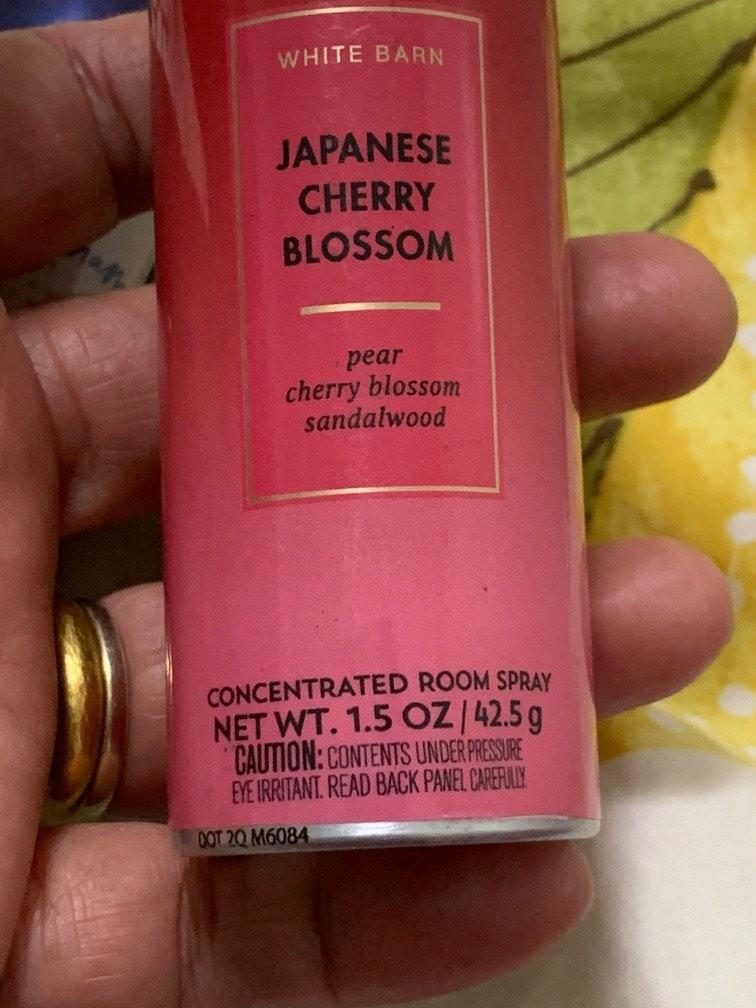 WHITE BARN
JAPANESE
CHERRY
BLOSSOM
pear
cherry blossom
sandalwood
CONCENTRATED ROOM SPRAY
NET WT. 1.5 OZ | 42.5 g
CAUTION: CONTENTS UNDER PRESSURE
EYE IRRITANT. READ BACK PANEL CAREFULLY.
DOT 2Q M6084